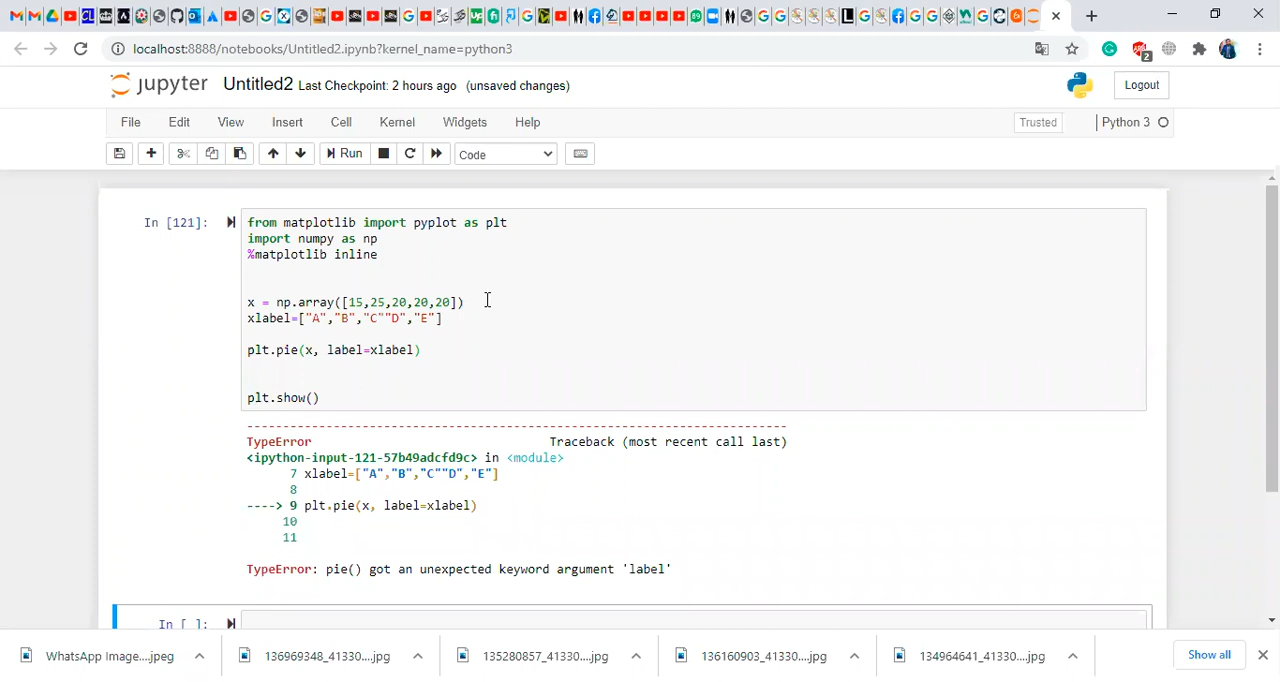 localhost:8888/notebooks/Untitled2.ipynb?kernel_name=python3
2
jupyter Untitled2 Last Checkpoint: 2 hours ago (unsaved changes)
Logout
File Edit View Insert Cell Kernel Widgets Help
Trusted Python 3
Run Code
In [121]:
from matplotlib import pyplot as plt
import numpy as np
%matplotlib inline
x = np.array([15,25,20,20,20])
xlabel=["A","B","C""D","E"]
plt.pie(x, label=xlabel)
plt.show()
---------------------------------------------------------------------------
TypeError Traceback (most recent call last)
<ipython-input-121-57b49adcfd9c> in <module>
7 xlabel=["A","B","C""D","E"]
8
----> 9 plt.pie(x, label=xlabel)
10
11
TypeError: pie() got an unexpected keyword argument 'label'
In [ ]:
WhatsApp Image....jpeg
136969348_41330....jpg
135280857_41330....jpg
136160903_41330....jpg
134964641_41330....jpg
Show all